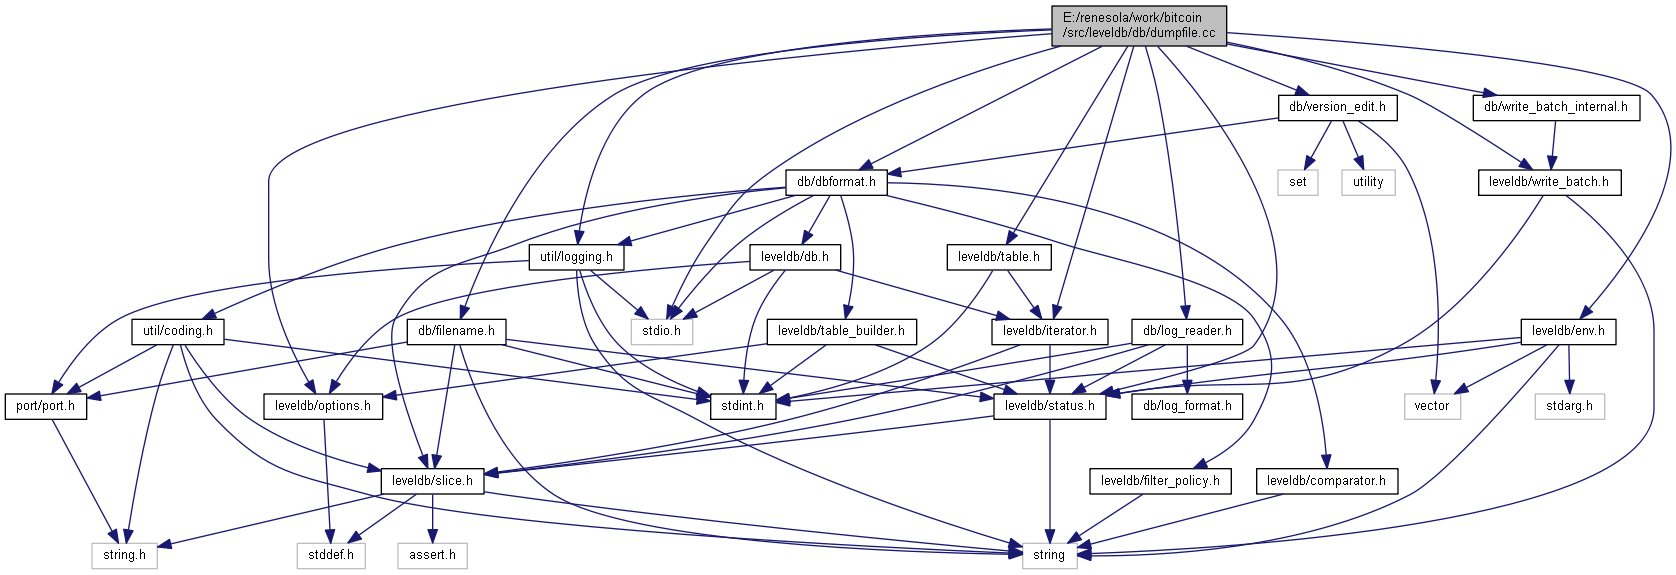 E:/renesola/work/bitcoin
/src/leveldb/db/dumpfile.cc
db/version_edit.h
db/write_batch_internal.h
db/dbformat.h
set
utility
leveldb/write_batch.h
util/logging.h
leveldb/db.h
leveldb/table.h
util/coding.h
db/filename.h
stdio.h
leveldb/table_builder.h
leveldb/iterator.h
db/log_reader.h
leveldb/env.h
port/port.h
leveldb/options.h
stdint.h
leveldb/status.h
db/log_format.h
vector
stdarg.h
leveldb/slice.h
leveldb/filter_policy.h
leveldb/comparator.h
string.h
stddef.h
assert.h
string